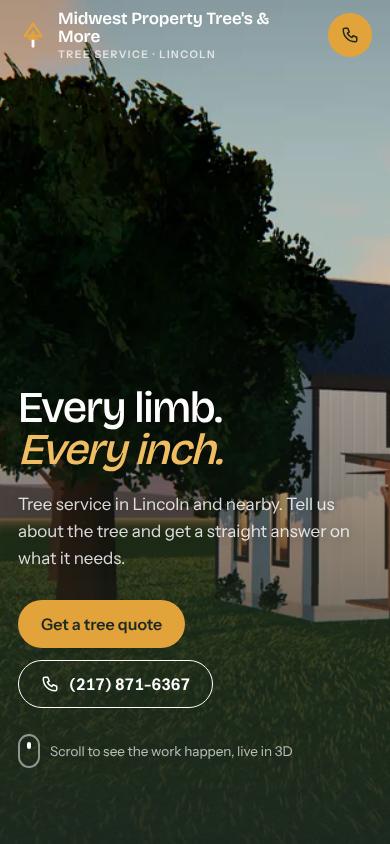 Midwest Property Tree's &
More
TREE SERVICE · LINCOLN
Every limb.
Every inch.
Tree service in Lincoln and nearby. Tell us
about the tree and get a straight answer on
what it needs.
Get a tree quote
(217) 871-6367
Scroll to see the work happen, live in 3D